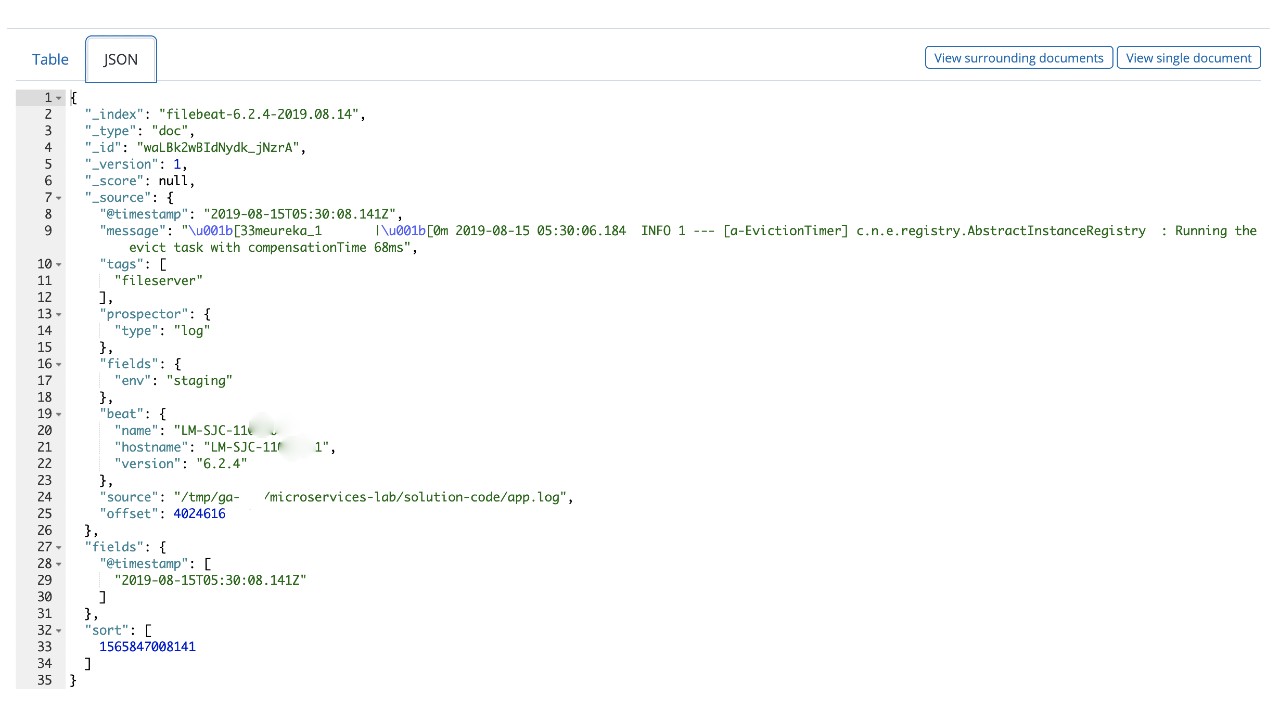 Table JSON View surrounding documents View single document
1 {
2 "_index": "filebeat-6.2.4-2019.08.14",
3 "_type": "doc",
4 "_id": "waLBk2wBIdNydk_jNzrA",
5 "_version": 1,
6 "_score": null,
7 "_source": {
8 "@timestamp": "2019-08-15T05:30:08.141Z",
9 "message": "\u001b[33meureka_1       |\u001b[0m 2019-08-15 05:30:06.184  INFO 1 --- [a-EvictionTimer] c.n.e.registry.AbstractInstanceRegistry  : Running the
evict task with compensationTime 68ms",
10 "tags": [
11 "fileserver"
12 ],
13 "prospector": {
14 "type": "log"
15 },
16 "fields": {
17 "env": "staging"
18 },
19 "beat": {
20 "name": "LM-SJC-11
21 "hostname": "LM-SJC-11 1",
22 "version": "6.2.4"
23 },
24 "source": "/tmp/ga- /microservices-lab/solution-code/app.log",
25 "offset": 4024616
26 },
27 "fields": {
28 "@timestamp": [
29 "2019-08-15T05:30:08.141Z"
30 ]
31 },
32 "sort": [
33 1565847008141
34 ]
35 }